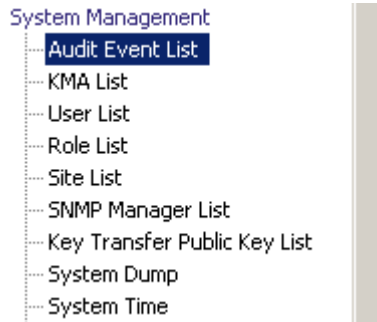 System Management
Audit Event List
KMA List
User List
Role List
Site List
SNMP Manager List
Key Transfer Public Key List
System Dump
System Time